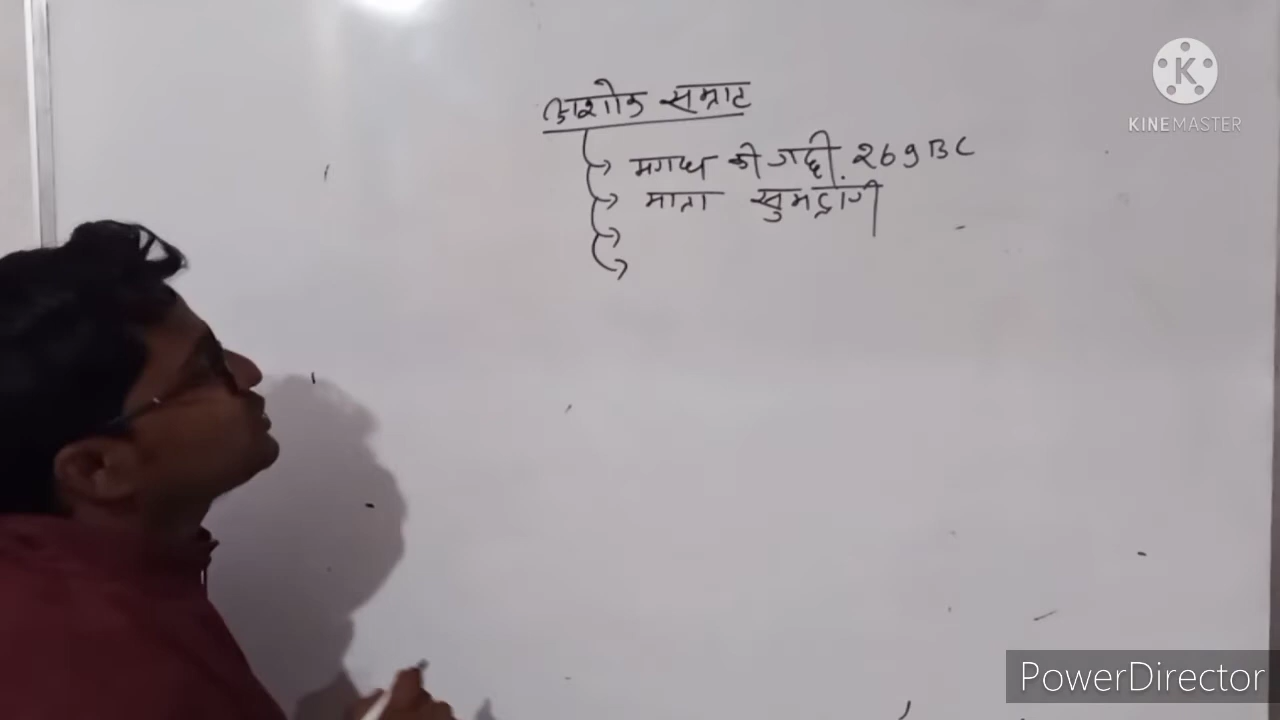 अशोक सम्राट
मगध की गद्दी. 269 BC
माता सुभद्रांगी
KINEMASTER
PowerDirector